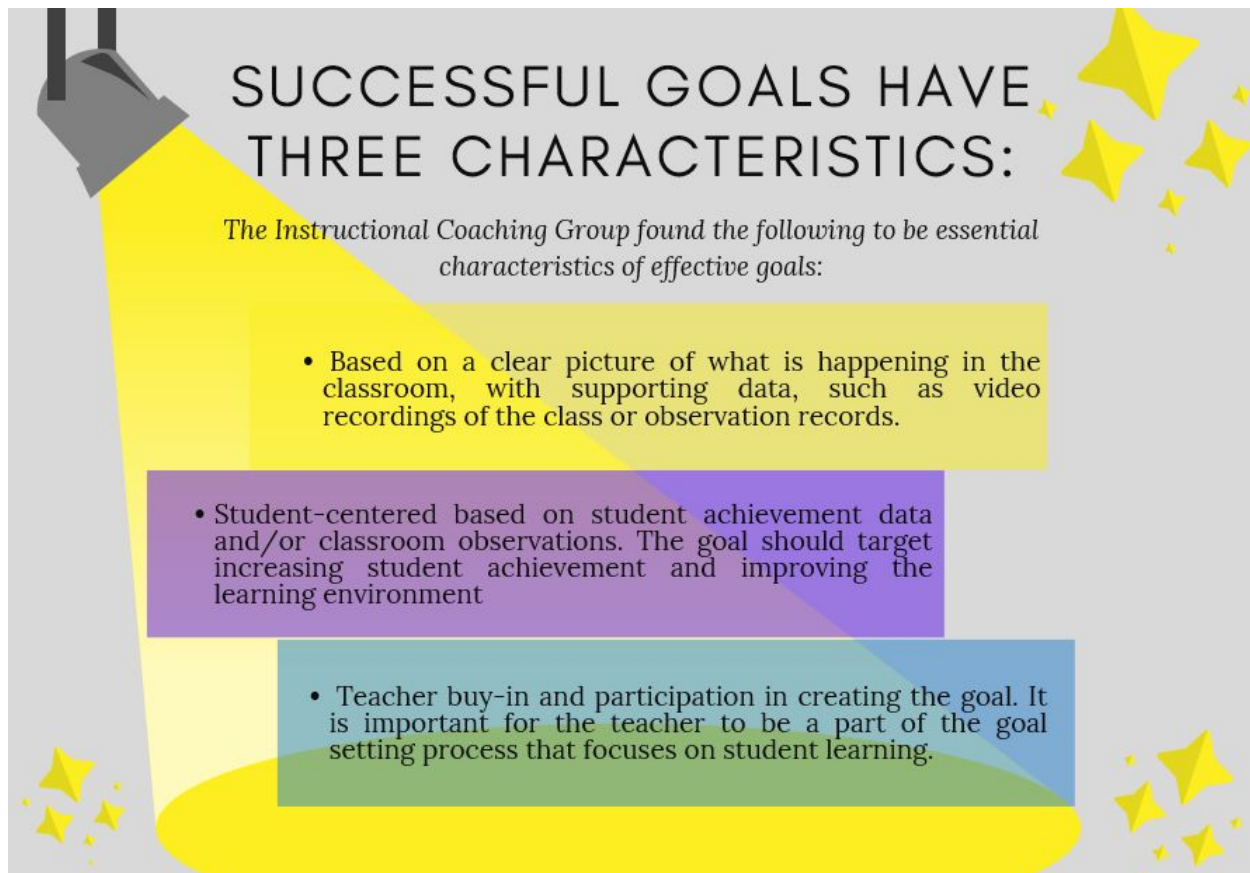 SUCCESSFUL GOALS HAVE
THREE CHARACTERISTICS:
The Instructional Coaching Group found the following to be essential
characteristics of effective goals:
• Based on a clear picture of what is happening in the
classroom, with supporting data, such as video
recordings of the class or observation records.
• Student-centered based on student achievement data
and/or classroom observations. The goal should target
increasing student achievement and improving the
learning environment
• Teacher buy-in and participation in creating the goal. It
is important for the teacher to be a part of the goal
setting process that focuses on student learning.